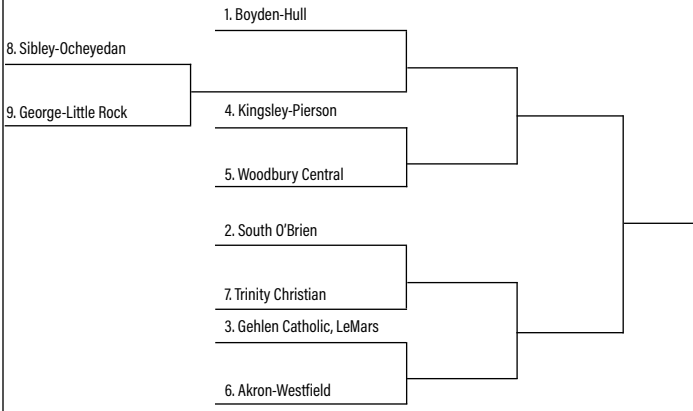 1. Boyden-Hull
8. Sibley-Ocheyedan
9. George-Little Rock
4. Kingsley-Pierson
5. Woodbury Central
2. South O'Brien
7. Trinity Christian
3. Gehlen Catholic, LeMars
6. Akron-Westfield